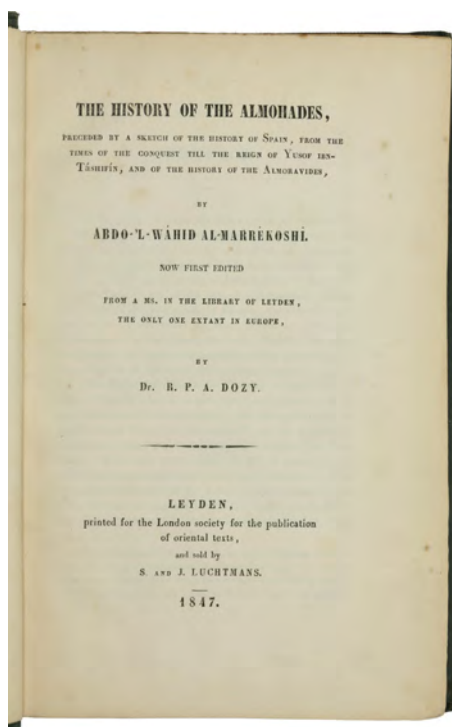 THE HISTORY OF THE ALMOHADES,
PRECEDED BY A SKETCH OF THE HISTORY OF SPAIN, FROM THE
TIMES OF THE CONQUEST TILL THE REIGN OF YUSOF IBN-
TÁSHIFÍN, AND OF THE HISTORY OF THE ALMORAVIDES,
BY
ABDO-'L-WÁHID AL-MARRÉKOSHÍ.
NOW FIRST EDITED
FROM A MS. IN THE LIBRARY OF LEYDEN,
THE ONLY ONE EXTANT IN EUROPE,
BY
Dr. R. P. A. DOZY.
LEYDEN,
printed for the London society for the publication
of oriental texts,
and sold by
S. AND J. LUCHTMANS.
1847.